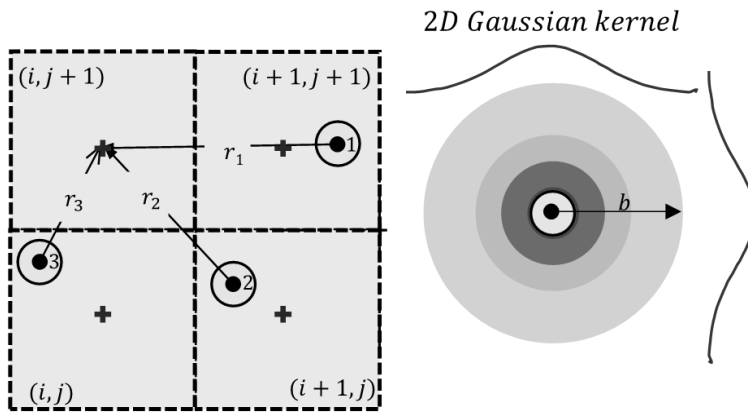 2D Gaussian kernel
(i, j + 1)
(i + 1, j + 1)
1
r₁
r₃
r₂
b
3
2
(i, j)
(i + 1, j)